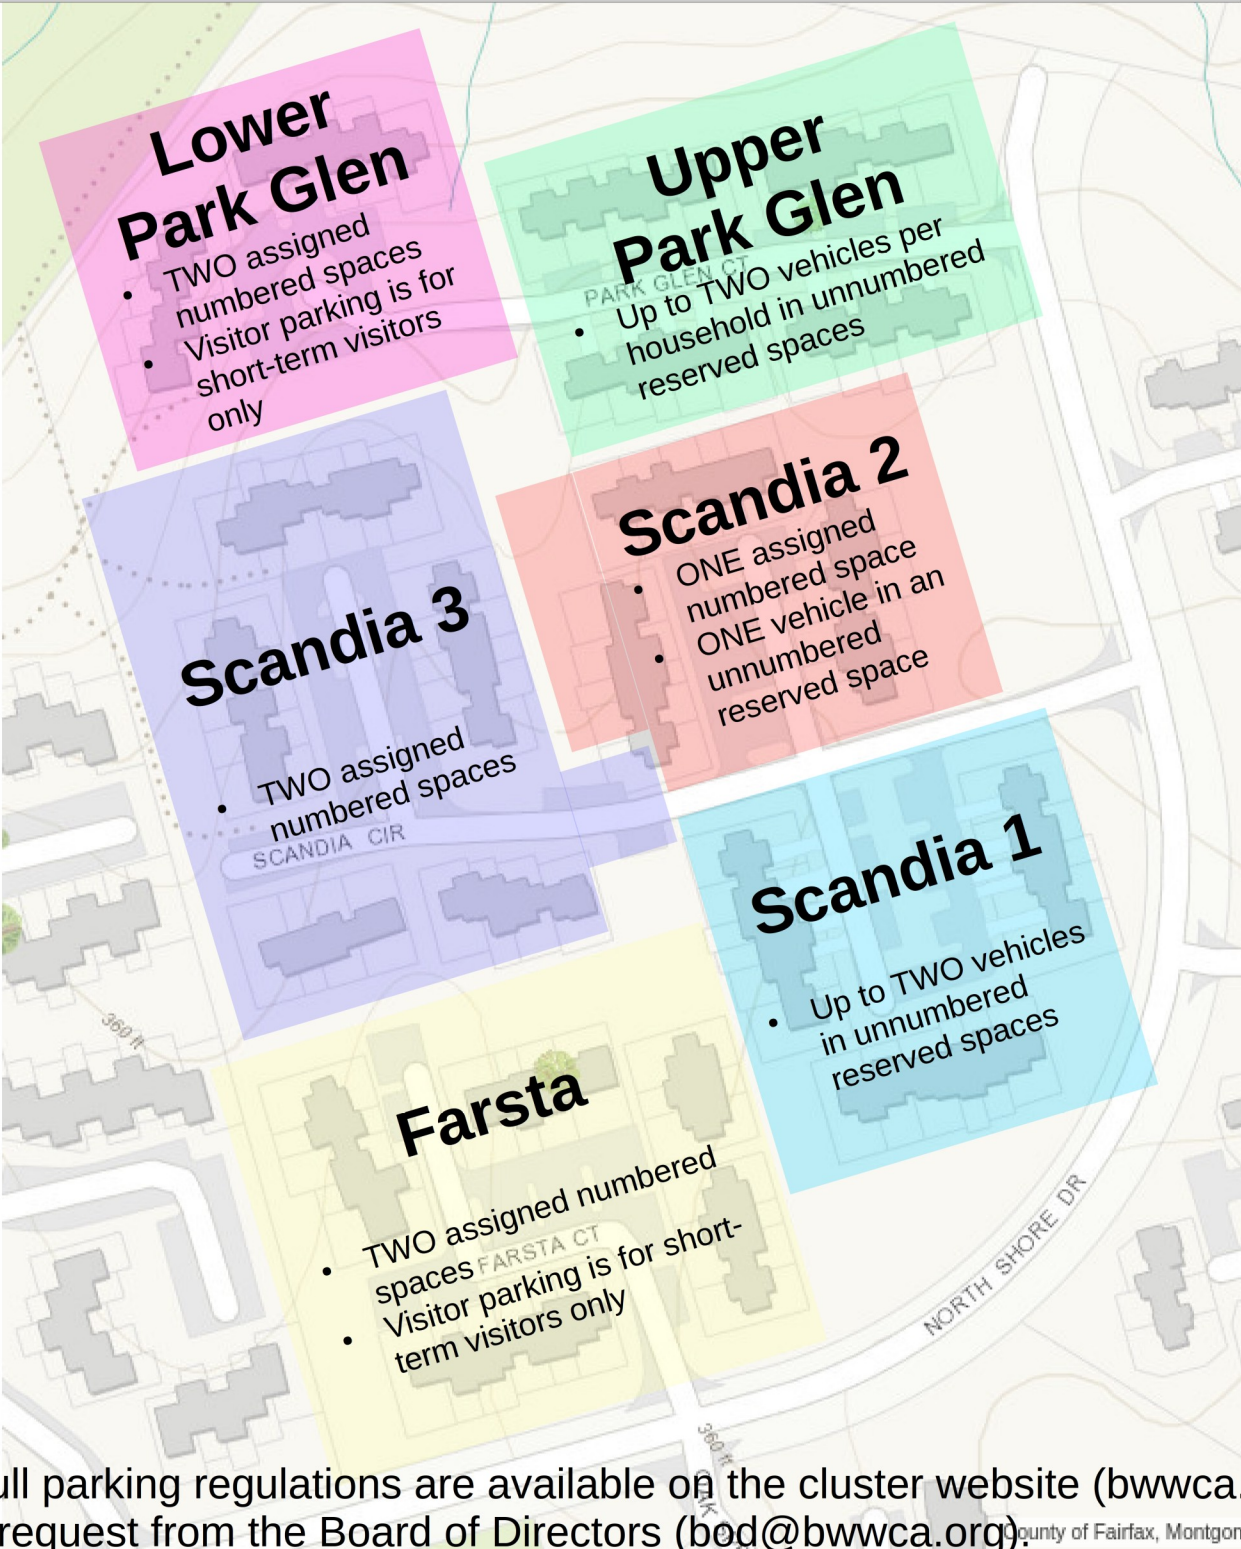 Lower
Park Glen
• TWO assigned
numbered spaces
• Visitor parking is for
short-term visitors
only
Upper
Park Glen
PARK GLEN CT
• Up to TWO vehicles per
household in unnumbered
reserved spaces
Scandia 2
• ONE assigned
numbered space
• ONE vehicle in an
unnumbered
reserved space
Scandia 3
• TWO assigned
numbered spaces
SCANDIA CIR
Scandia 1
• Up to TWO vehicles
in unnumbered
reserved spaces
360 ft
Farsta
• TWO assigned numbered
spaces
FARSTA CT
• Visitor parking is for short-
term visitors only
NORTH SHORE DR
360 ft
ull parking regulations are available on the cluster website (bwwca.
request from the Board of Directors (bod@bwwca.org).
County of Fairfax, Montgom